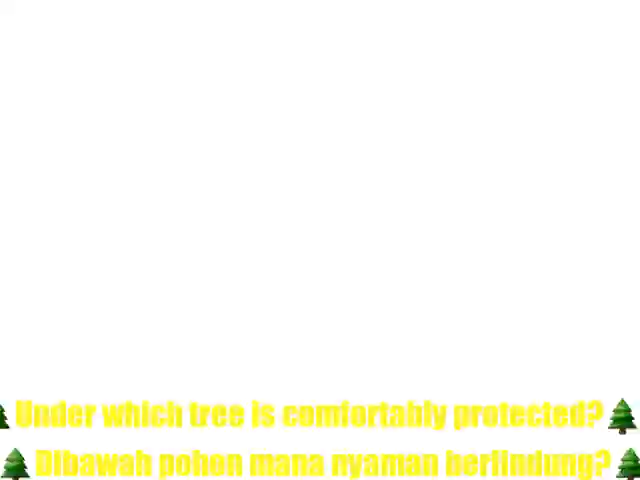 🌲 Under which tree is comfortably protected? 🌲
🌲 Dibawah pohon mana nyaman berlindung? 🌲